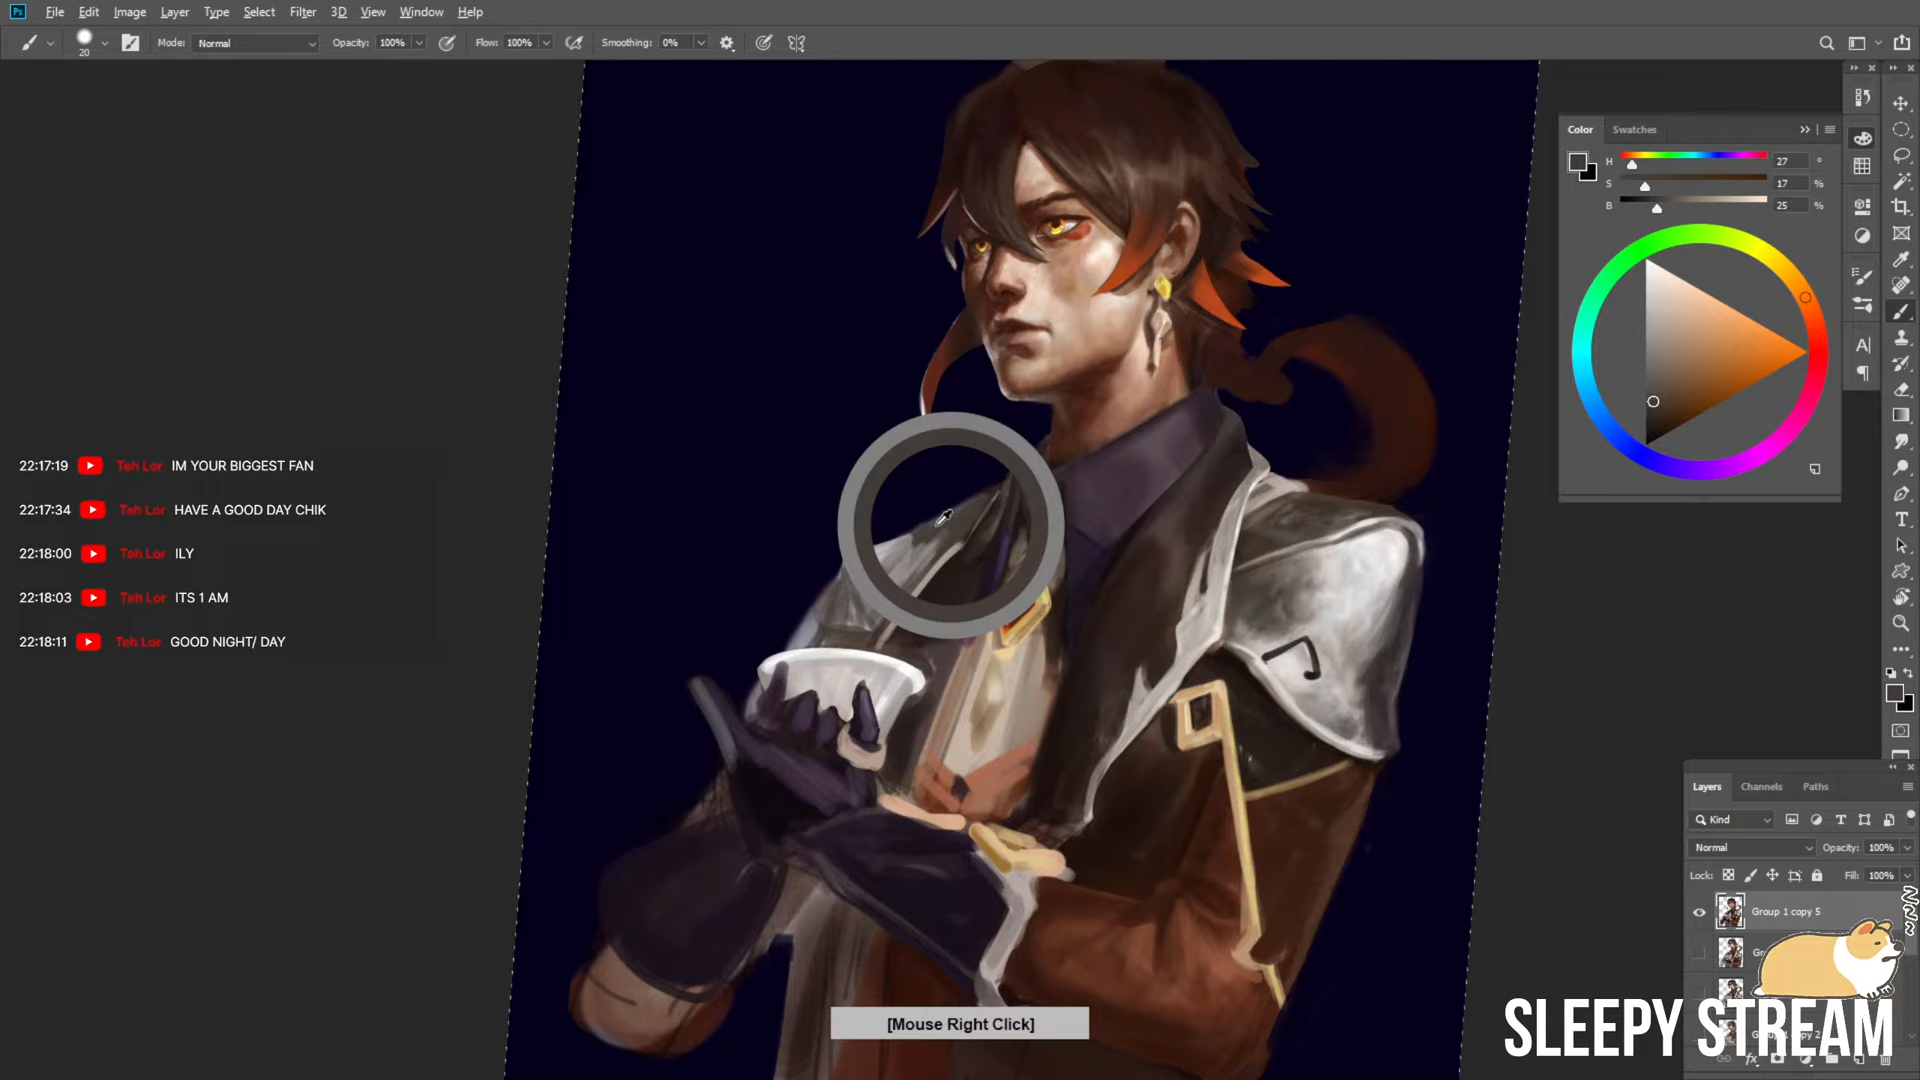 Ps File Edit Image Layer Type Select Filter 3D View Window Help
20 Mode: Normal Opacity: 100% Flow: 100% Smoothing: 0%
Color Swatches
H 27 °
S 17 %
B 25 %
22:17:19 Teh Lor IM YOUR BIGGEST FAN
22:17:34 Teh Lor HAVE A GOOD DAY CHIK
22:18:00 Teh Lor ILY
22:18:03 Teh Lor ITS 1 AM
22:18:11 Teh Lor GOOD NIGHT/ DAY
Layers Channels Paths
Kind
Normal Opacity: 100%
Lock: Fill: 100%
Group 1 copy 5
[Mouse Right Click]
SLEEPY STREAM